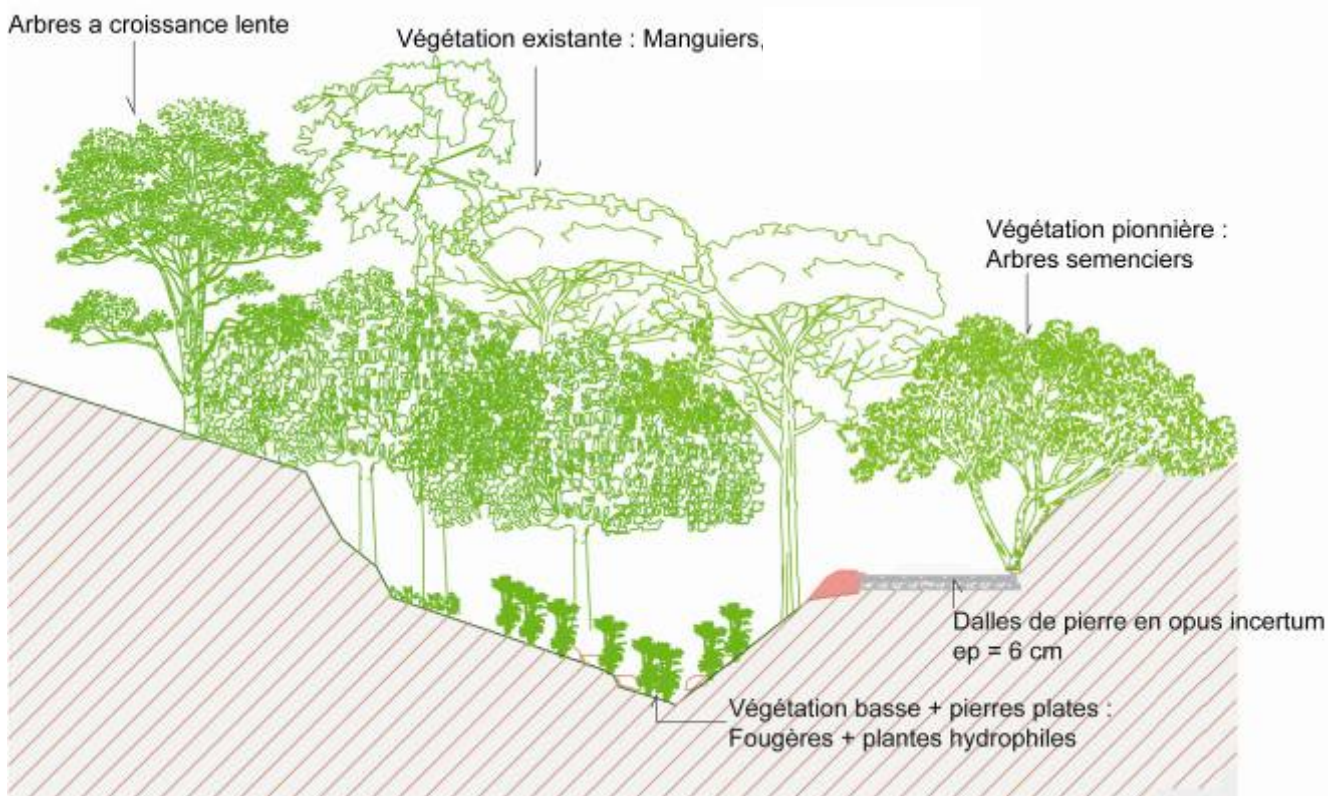 Arbres a croissance lente
Végétation existante : Manguiers,
Végétation pionnière :
Arbres semenciers
Dalles de pierre en opus incertum
ep = 6 cm
Végétation basse + pierres plates :
Fougères + plantes hydrophiles